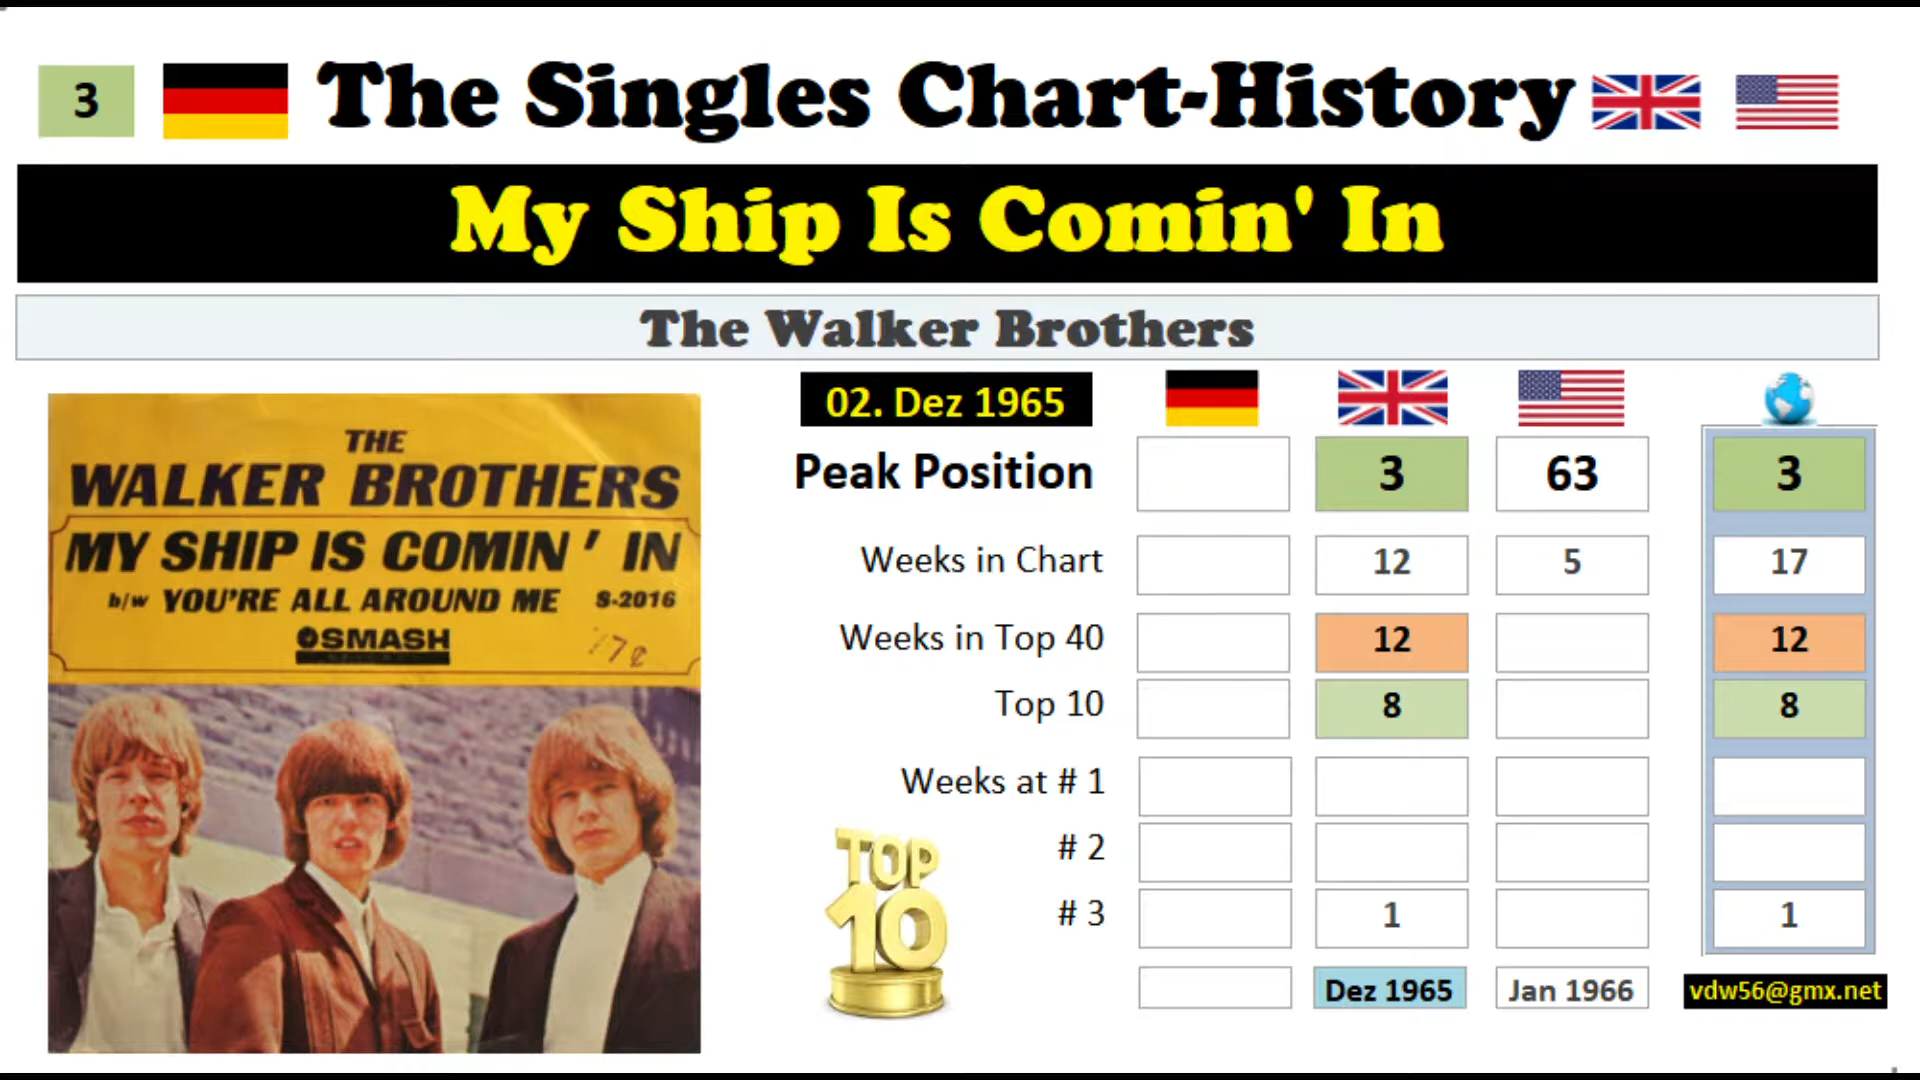 3 The Singles Chart-History
My Ship Is Comin' In
The Walker Brothers
THE
WALKER BROTHERS
MY SHIP IS COMIN' IN
b/w YOU'RE ALL AROUND ME S-2016
SMASH
02. Dez 1965
Peak Position 3 63 3
Weeks in Chart 12 5 17
Weeks in Top 40 12 12
Top 10 8 8
Weeks at # 1
# 2
# 3 1 1
TOP
10
Dez 1965 Jan 1966 vdw56@gmx.net